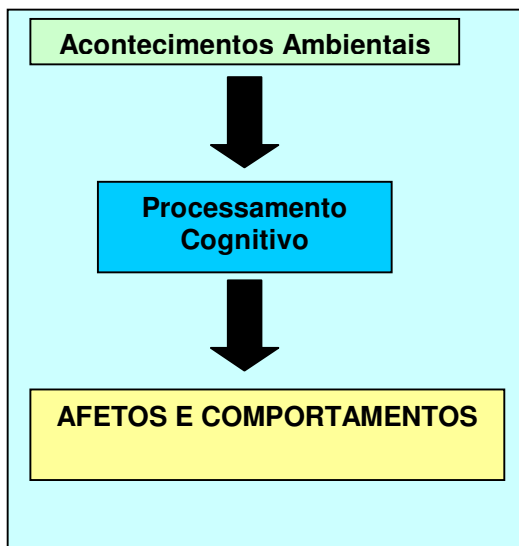 Acontecimentos Ambientais
Processamento
Cognitivo
AFETOS E COMPORTAMENTOS